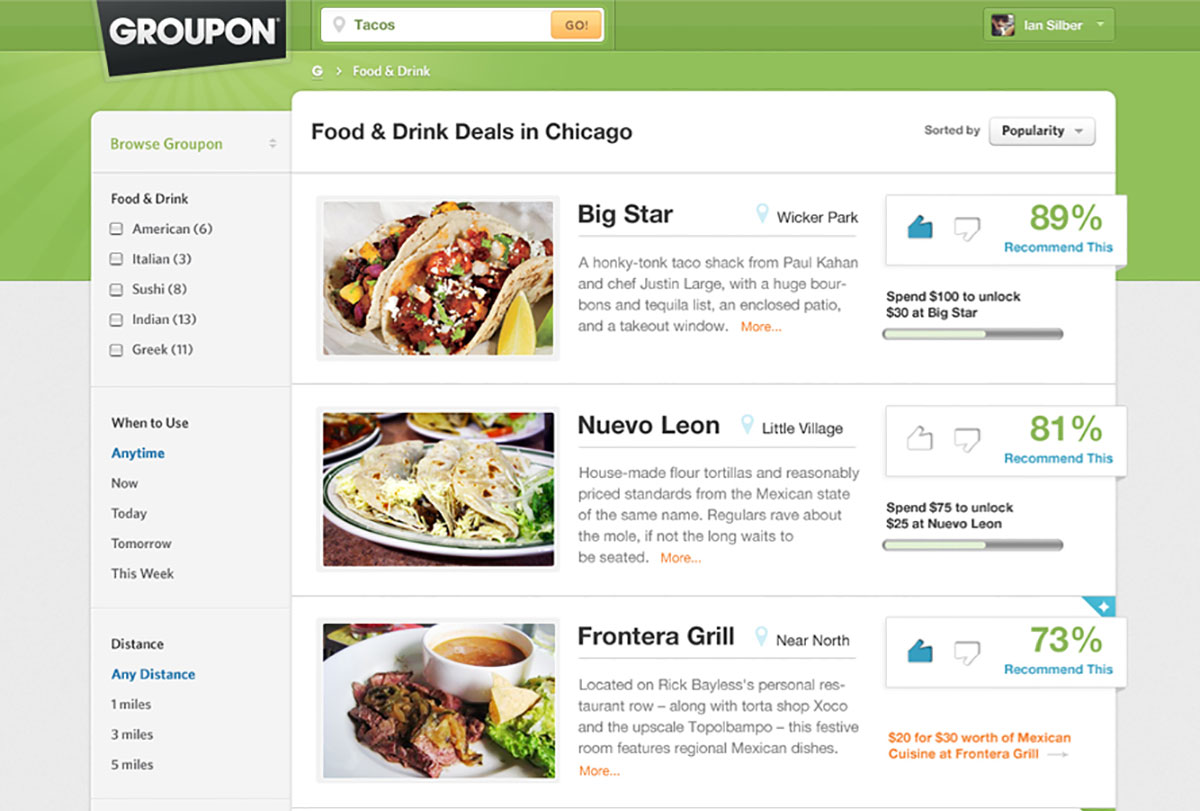 GROUPON
Tacos
GO!
Ian Silber
G > Food & Drink
Browse Groupon
Food & Drink
American (6)
Italian (3)
Sushi (8)
Indian (13)
Greek (11)
When to Use
Anytime
Now
Today
Tomorrow
This Week
Distance
Any Distance
1 miles
3 miles
5 miles
Food & Drink Deals in Chicago
Sorted by
Popularity
Big Star
Wicker Park
A honky-tonk taco shack from Paul Kahan
and chef Justin Large, with a huge bour-
bons and tequila list, an enclosed patio,
and a takeout window. More...
89%
Recommend This
Spend $100 to unlock
$30 at Big Star
Nuevo Leon
Little Village
House-made flour tortillas and reasonably
priced standards from the Mexican state
of the same name. Regulars rave about
the mole, if not the long waits to
be seated. More...
81%
Recommend This
Spend $75 to unlock
$25 at Nuevo Leon
Frontera Grill
Near North
Located on Rick Bayless's personal res-
taurant row – along with torta shop Xoco
and the upscale Topolbampo – this festive
room features regional Mexican dishes.
More...
73%
Recommend This
$20 for $30 worth of Mexican
Cuisine at Frontera Grill